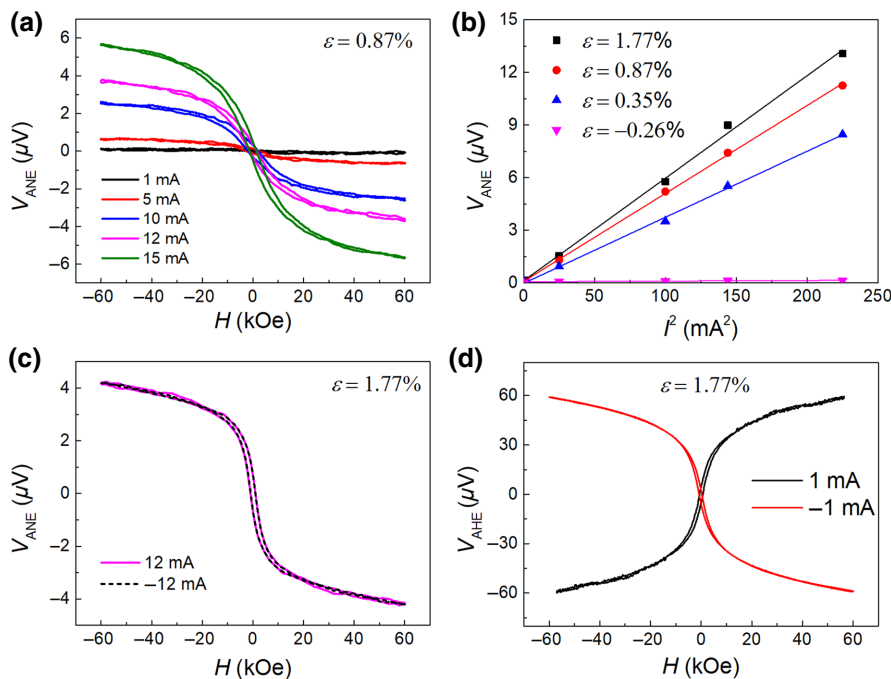 (a)
ε = 0.87%
V_ANE (μV)
6
4
2
0
–2
–4
–6
1 mA
5 mA
10 mA
12 mA
15 mA
–60
–40
–20
0
20
40
60
H (kOe)
(b)
V_ANE (μV)
15
12
9
6
3
0
ε = 1.77%
ε = 0.87%
ε = 0.35%
ε = –0.26%
0
50
100
150
200
250
I² (mA²)
(c)
ε = 1.77%
V_ANE (μV)
4
2
0
–2
–4
12 mA
–12 mA
–60
–40
–20
0
20
40
60
H (kOe)
(d)
ε = 1.77%
V_AHE (μV)
60
30
0
–30
–60
1 mA
–1 mA
–60
–40
–20
0
20
40
60
H (kOe)